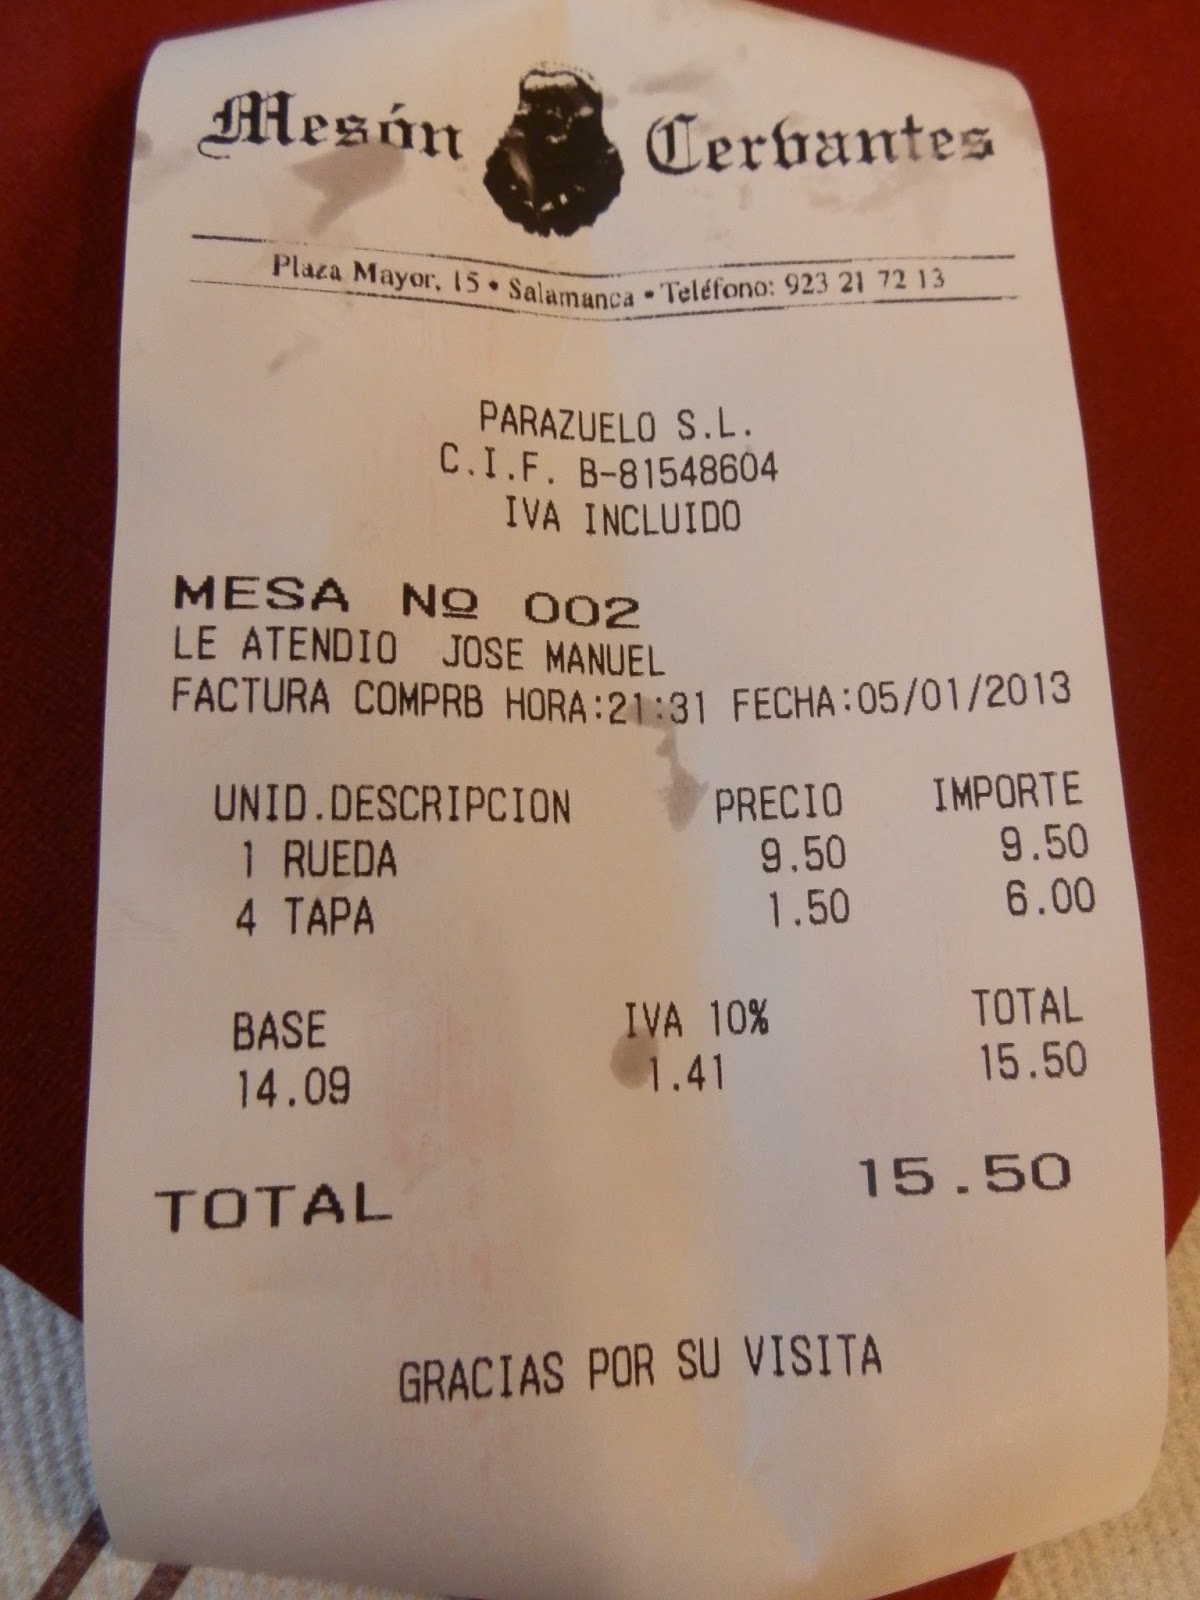 Mesón Cervantes
Plaza Mayor, 15 • Salamanca • Teléfono: 923 21 72 13
PARAZUELO S.L.
C.I.F. B-81548604
IVA INCLUIDO
MESA Nº 002
LE ATENDIO JOSE MANUEL
FACTURA COMPRB HORA:21:31 FECHA:05/01/2013
UNID.DESCRIPCION PRECIO IMPORTE
1 RUEDA 9.50 9.50
4 TAPA 1.50 6.00
BASE IVA 10% TOTAL
14.09 1.41 15.50
TOTAL 15.50
GRACIAS POR SU VISITA